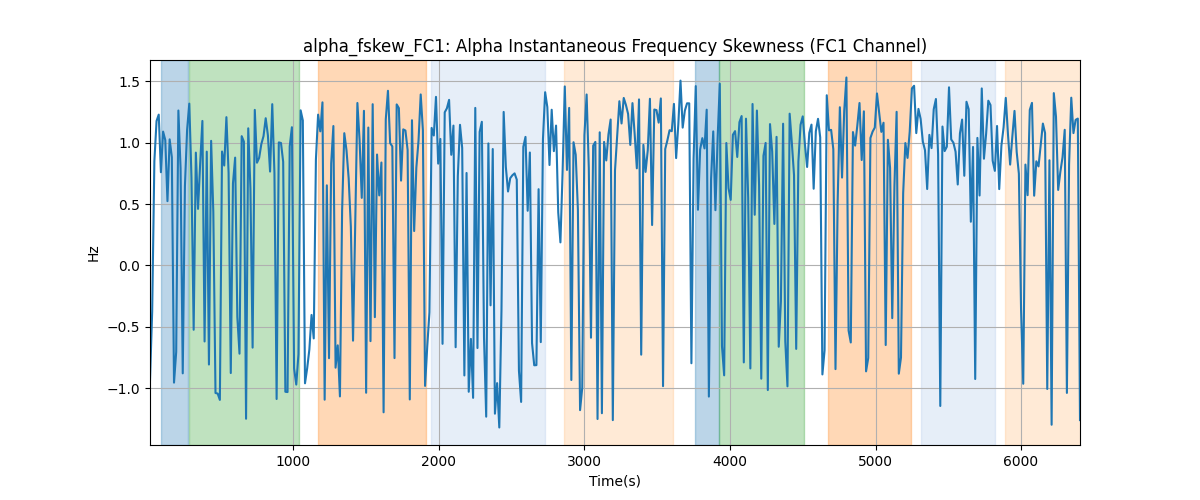 alpha_fskew_FC1: Alpha Instantaneous Frequency Skewness (FC1 Channel)
1.5
1.0
0.5
0.0
−0.5
−1.0
Hz
1000 2000 3000 4000 5000 6000
Time(s)